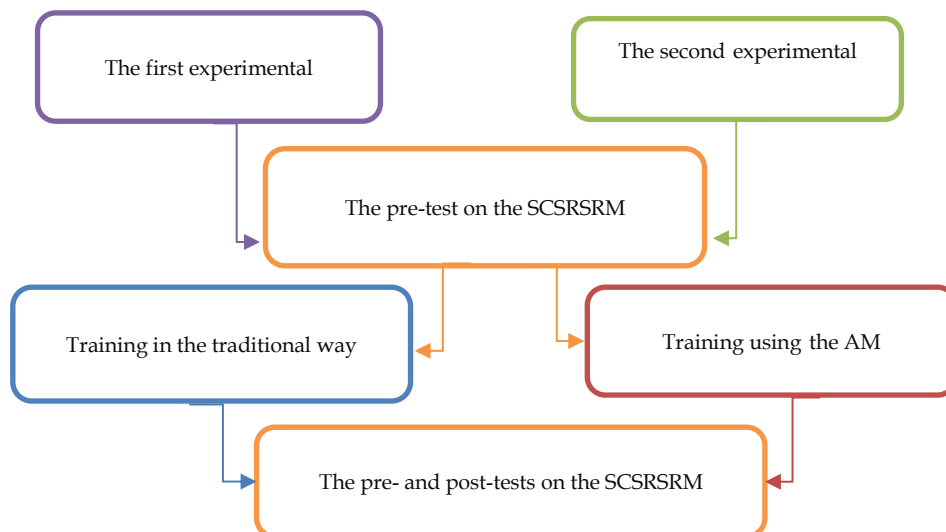 The first experimental
The second experimental
The pre-test on the SCSRSRM
Training in the traditional way
Training using the AM
The pre- and post-tests on the SCSRSRM